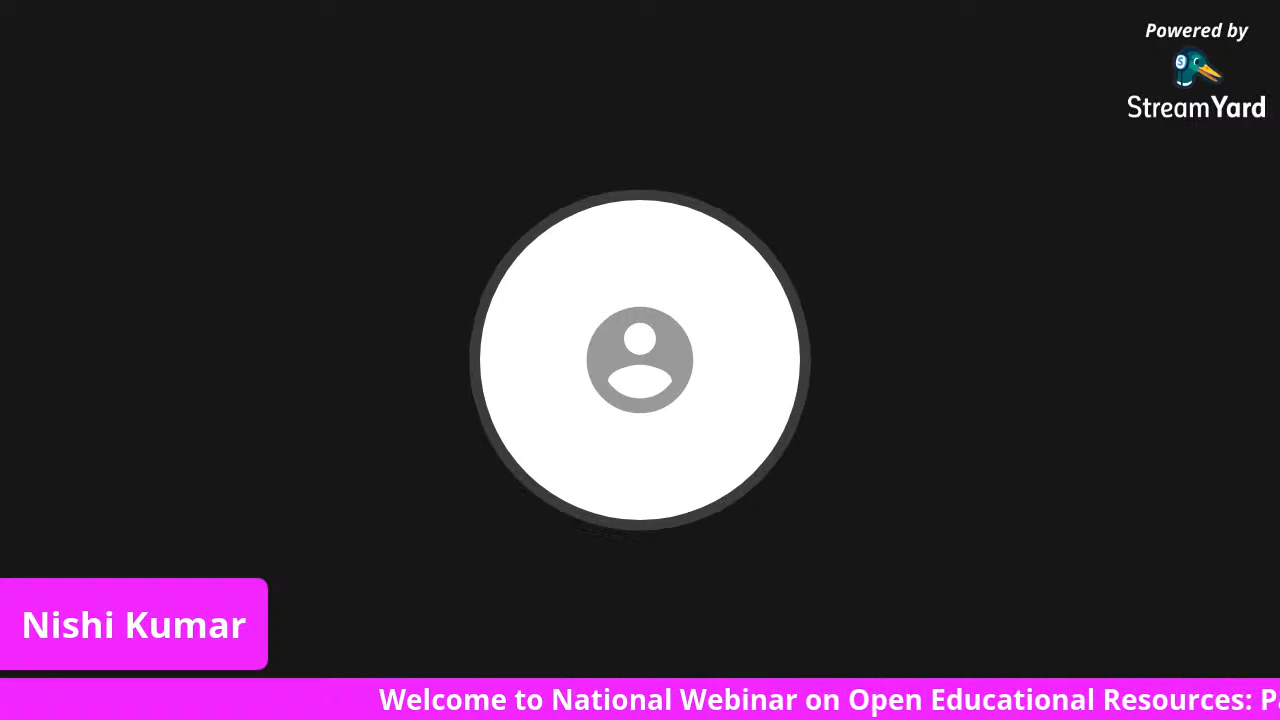 Powered by
S
StreamYard
Nishi Kumar
Welcome to National Webinar on Open Educational Resources: